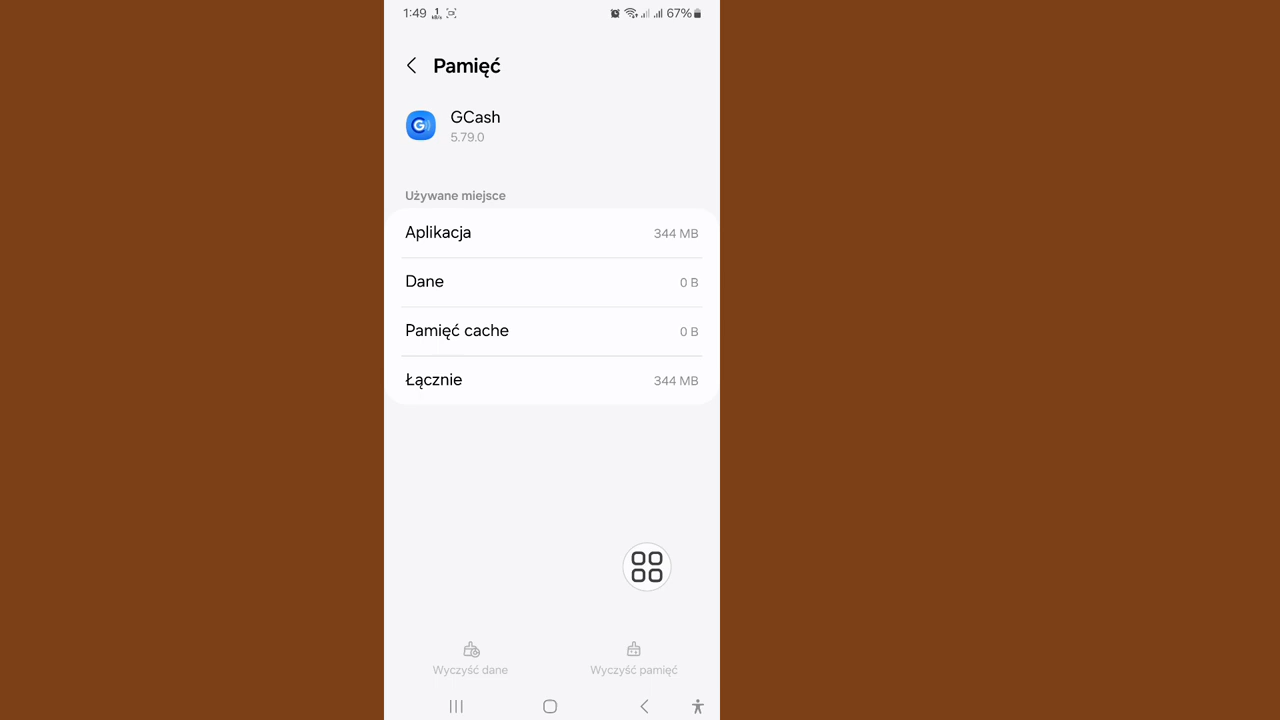 1:49 67%
Pamięć
GCash
5.79.0
Używane miejsce
Aplikacja 344 MB
Dane 0 B
Pamięć cache 0 B
Łącznie 344 MB
Wyczyść dane Wyczyść pamięć